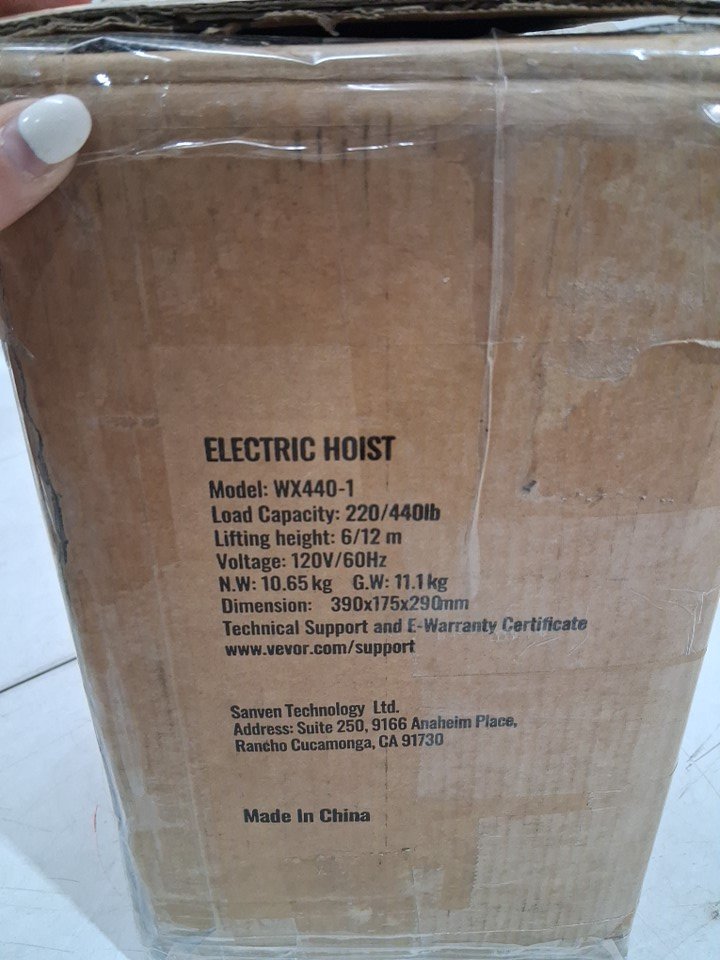 ELECTRIC HOIST
Model: WX440-1
Load Capacity: 220/440lb
Lifting height: 6/12 m
Voltage: 120V/60Hz
N.W: 10.65 kg G.W: 11.1 kg
Dimension: 390x175x290mm
Technical Support and E-Warranty Certificate
www.vevor.com/support
Sanven Technology Ltd.
Address: Suite 250, 9166 Anaheim Place,
Rancho Cucamonga, CA 91730
Made In China